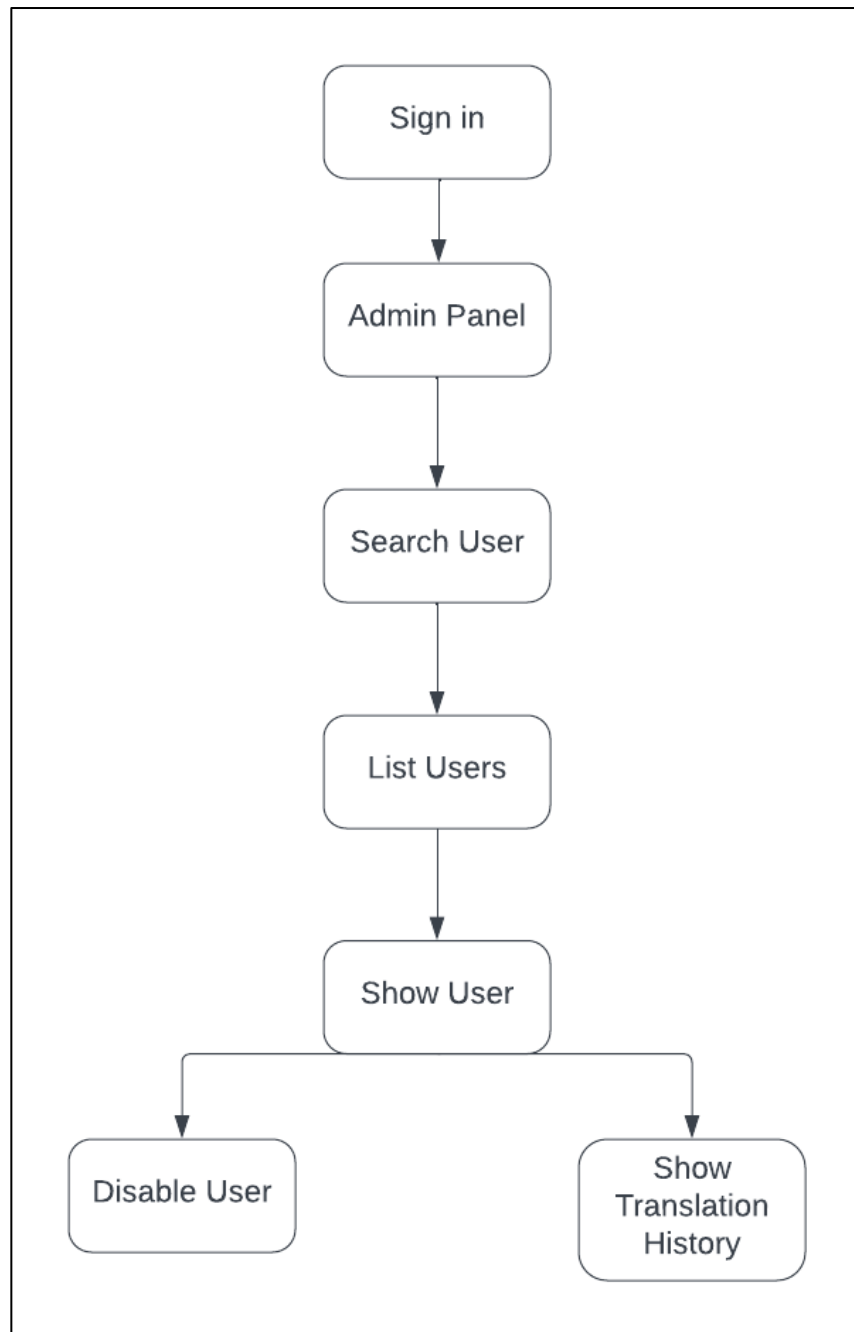 Sign in
Admin Panel
Search User
List Users
Show User
Disable User
Show
Translation
History